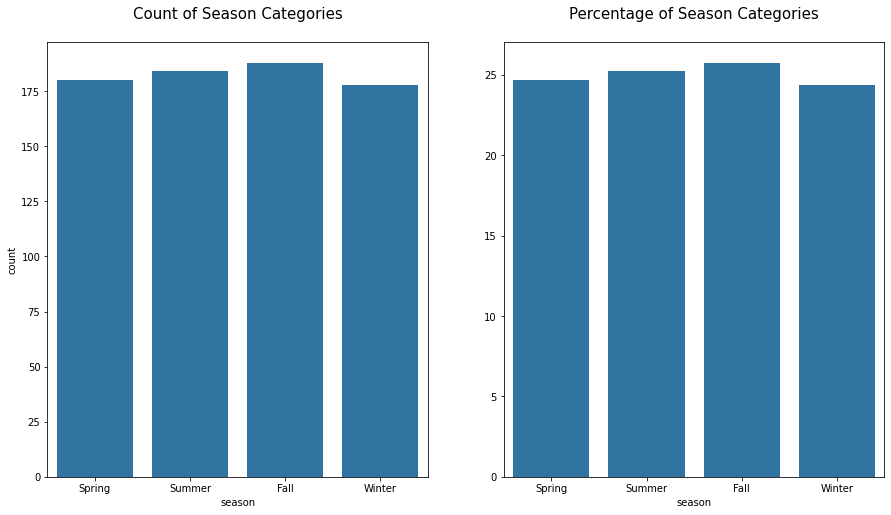 Count of Season Categories
175
150
125
100
75
50
25
0
count
Spring Summer Fall Winter
season
Percentage of Season Categories
25
20
15
10
5
0
Spring Summer Fall Winter
season